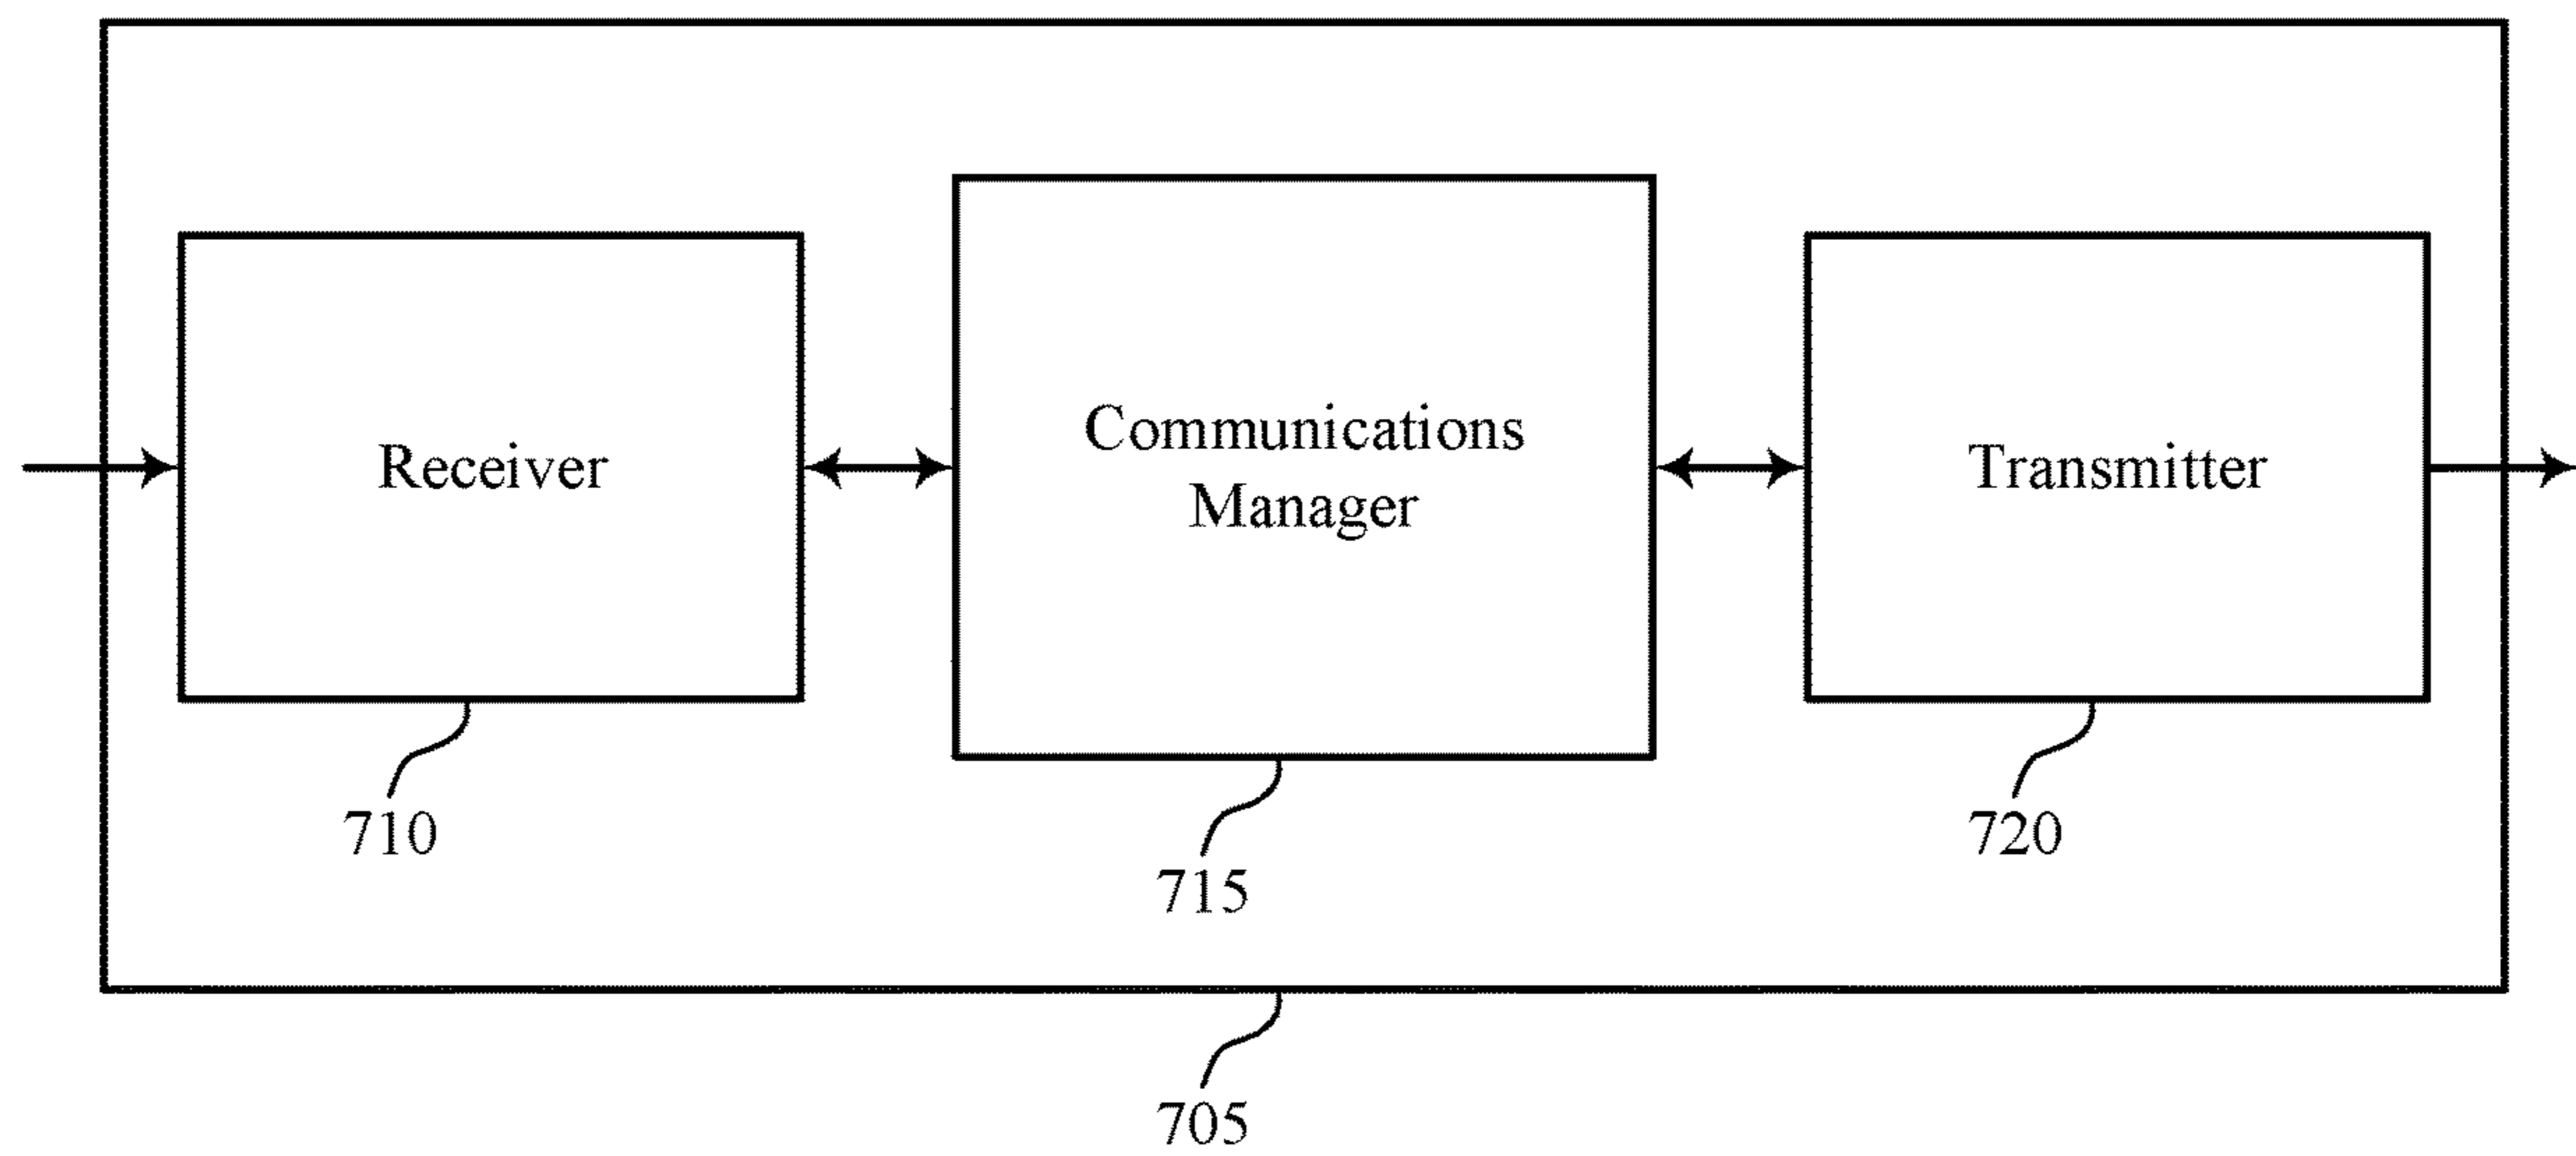 Receiver
Communications
Manager
Transmitter
710
715
720
705